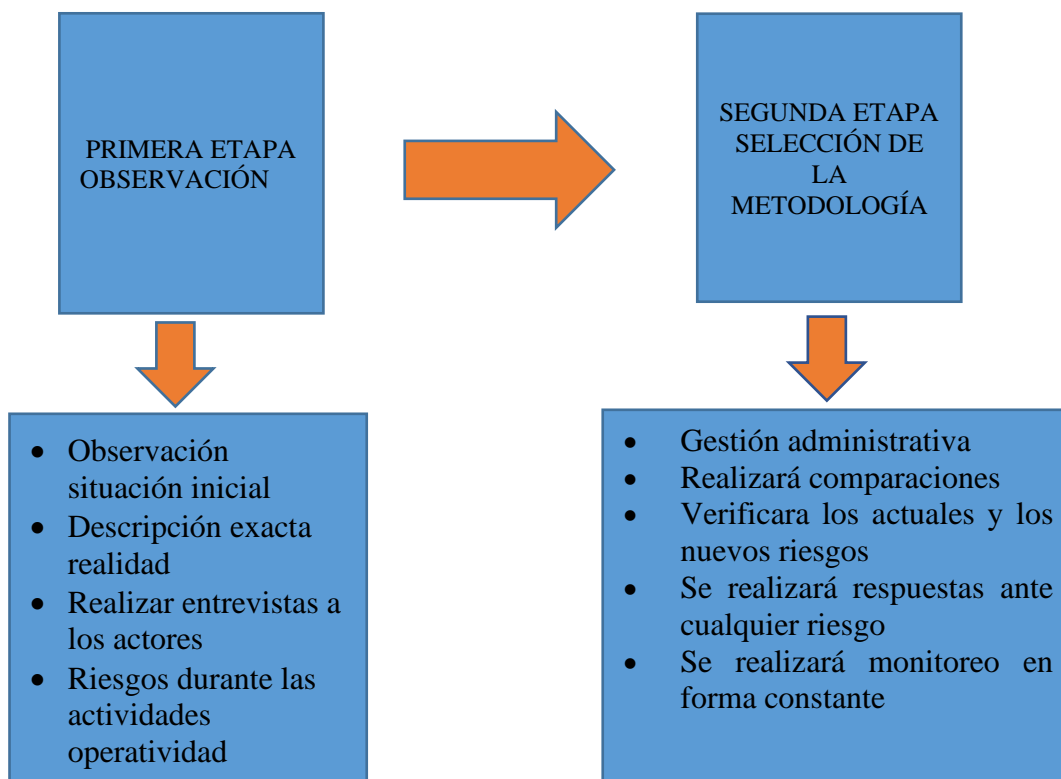 PRIMERA ETAPA
OBSERVACIÓN
SEGUNDA ETAPA
SELECCIÓN DE
LA
METODOLOGÍA
• Observación
situación inicial
• Descripción exacta
realidad
• Realizar entrevistas a
los actores
• Riesgos durante las
actividades
operatividad
• Gestión administrativa
• Realizará comparaciones
• Verificara los actuales y los
nuevos riesgos
• Se realizará respuestas ante
cualquier riesgo
• Se realizará monitoreo en
forma constante